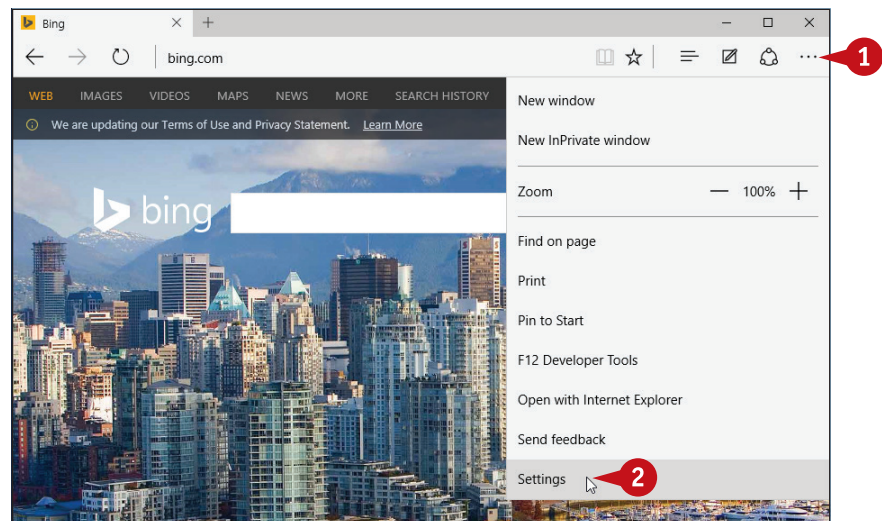 Bing
bing.com
1
WEB IMAGES VIDEOS MAPS NEWS MORE SEARCH HISTORY
We are updating our Terms of Use and Privacy Statement. Learn More
bing
New window
New InPrivate window
Zoom 100%
Find on page
Print
Pin to Start
F12 Developer Tools
Open with Internet Explorer
Send feedback
Settings 2